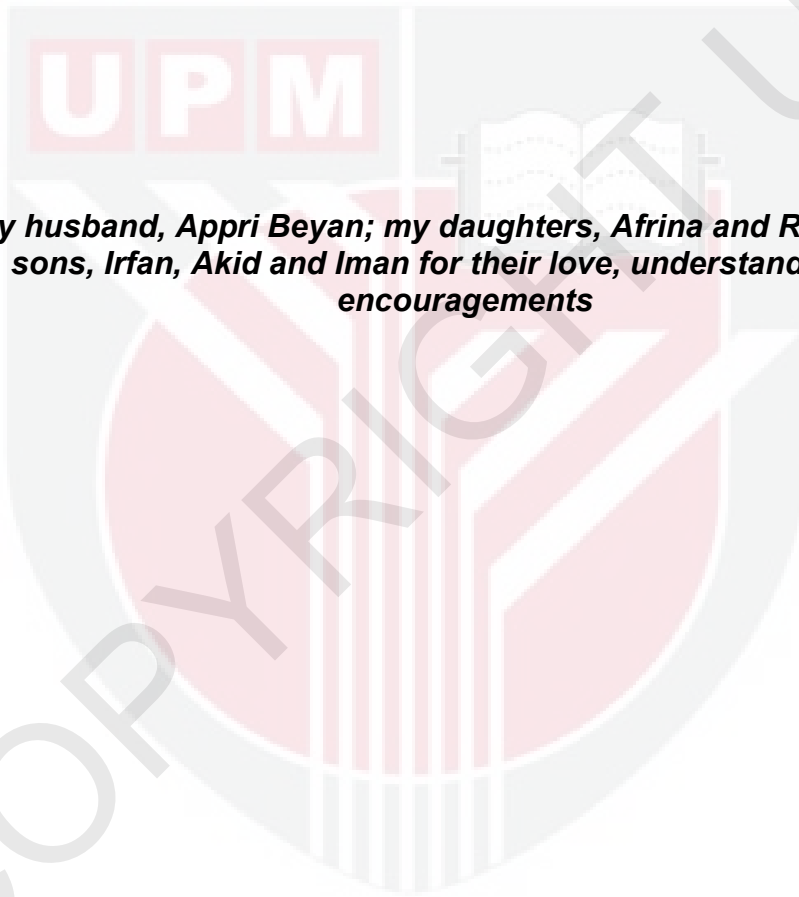 UPM
y husband, Appri Beyan; my daughters, Afrina and R
sons, Irfan, Akid and Iman for their love, understand
encouragements
COPYRIGHT U